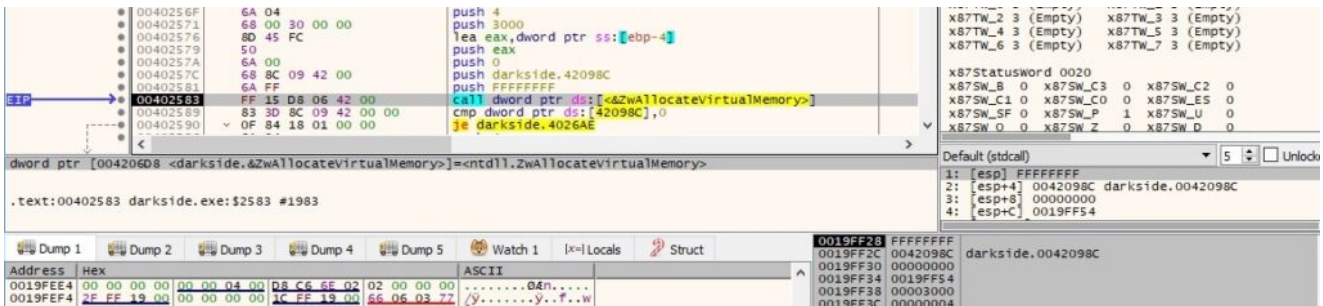 0040256F 6A 04 push 4
00402571 68 00 30 00 00 push 3000
00402576 8D 45 FC lea eax,dword ptr ss:[ebp-4]
00402579 50 push eax
0040257A 6A 00 push 0
0040257C 68 8C 09 42 00 push darkside.42098C
00402581 6A FF push FFFFFFFF
EIP 00402583 FF 15 D8 06 42 00 call dword ptr ds:[<&ZwAllocateVirtualMemory>]
00402589 83 3D 8C 09 42 00 00 cmp dword ptr ds:[42098C],0
00402590 0F 84 18 01 00 00 je darkside.4026AE
dword ptr [004206D8 <darkside.&ZwAllocateVirtualMemory>]=<ntdll.ZwAllocateVirtualMemory>
.text:00402583 darkside.exe:$2583 #1983
x87TW_2 3 (Empty) x87TW_3 3 (Empty)
x87TW_4 3 (Empty) x87TW_5 3 (Empty)
x87TW_6 3 (Empty) x87TW_7 3 (Empty)
x87StatusWord 0020
x87SW_B 0 x87SW_C3 0 x87SW_C2 0
x87SW_C1 0 x87SW_C0 0 x87SW_ES 0
x87SW_SF 0 x87SW_P 1 x87SW_U 0
x87SW_O 0 x87SW_Z 0 x87SW_D 0
Default (stdcall) 5 Unlocke
1: [esp] FFFFFFFF
2: [esp+4] 0042098C darkside.0042098C
3: [esp+8] 00000000
4: [esp+C] 0019FF54
Dump 1 Dump 2 Dump 3 Dump 4 Dump 5 Watch 1 [x=] Locals Struct
Address Hex ASCII
0019FEE4 00 00 00 00 00 00 04 00 D8 C6 6E 02 02 00 00 00 ........ØÆn.....
0019FEF4 2F FF 19 00 00 00 00 00 1C FF 19 00 66 06 03 77 /ÿ.......ÿ..f..w
0019FF28 FFFFFFFF
0019FF2C 0042098C darkside.0042098C
0019FF30 00000000
0019FF34 0019FF54
0019FF38 00003000
0019FF3C 00000004